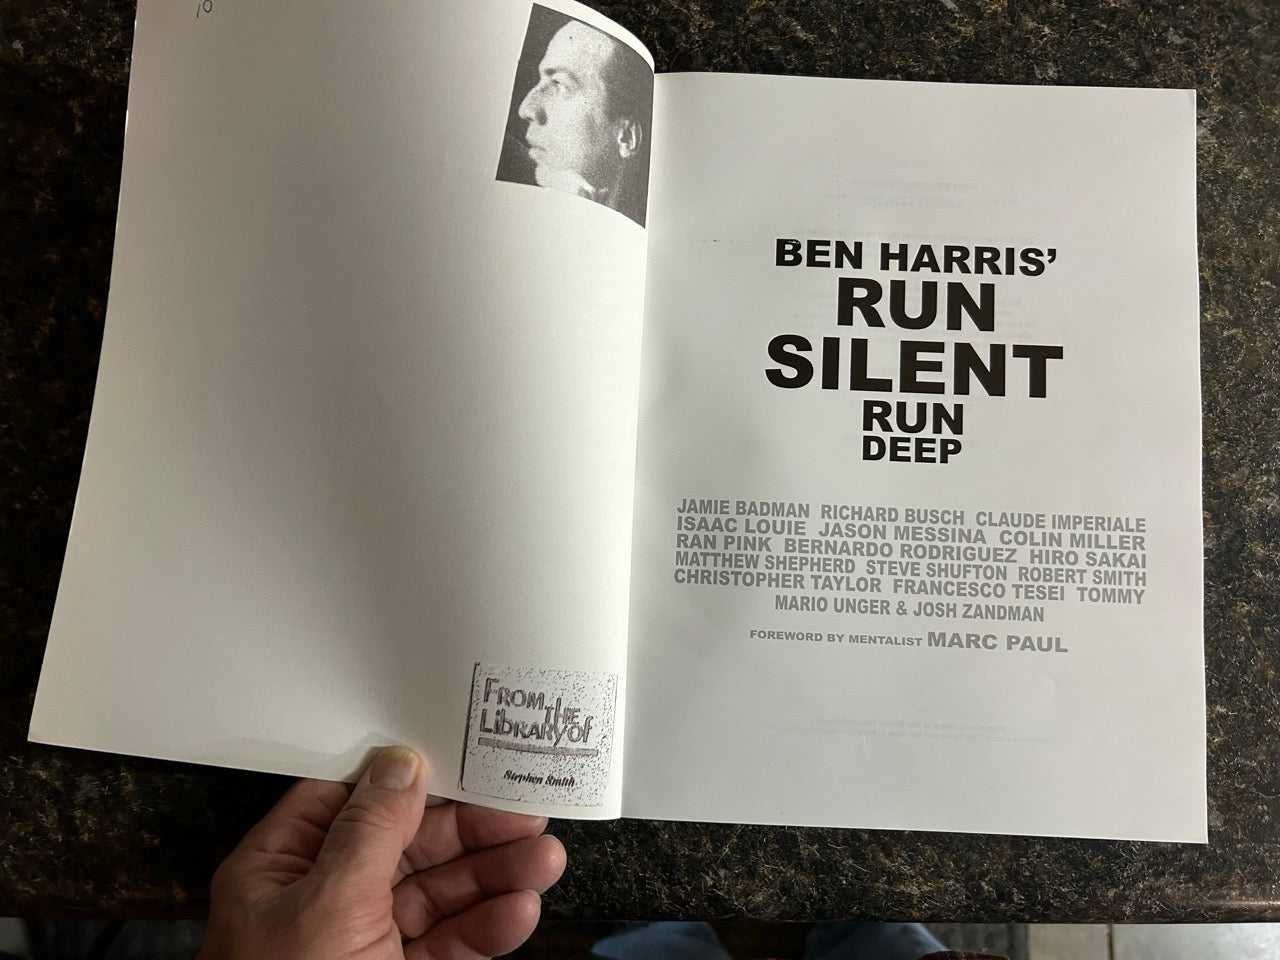 10
FROM THE
LibRARy of
Stephen Smith
BEN HARRIS’
RUN
SILENT
RUN
DEEP
JAMIE BADMAN RICHARD BUSCH CLAUDE IMPERIALE
ISAAC LOUIE JASON MESSINA COLIN MILLER
RAN PINK BERNARDO RODRIGUEZ HIRO SAKAI
MATTHEW SHEPHERD STEVE SHUFTON ROBERT SMITH
CHRISTOPHER TAYLOR FRANCESCO TESEI TOMMY
MARIO UNGER & JOSH ZANDMAN
FOREWORD BY MENTALIST MARC PAUL